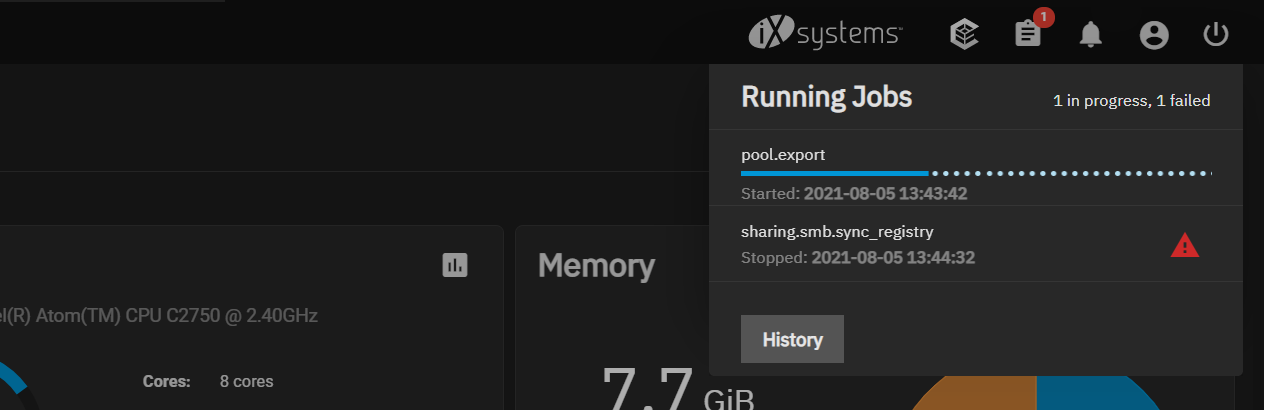 iXsystems™
1
Running Jobs
1 in progress, 1 failed
pool.export
Started: 2021-08-05 13:43:42
sharing.smb.sync_registry
Stopped: 2021-08-05 13:44:32
History
Memory
el(R) Atom(TM) CPU C2750 @ 2.40GHz
Cores: 8 cores
7.7 GiB